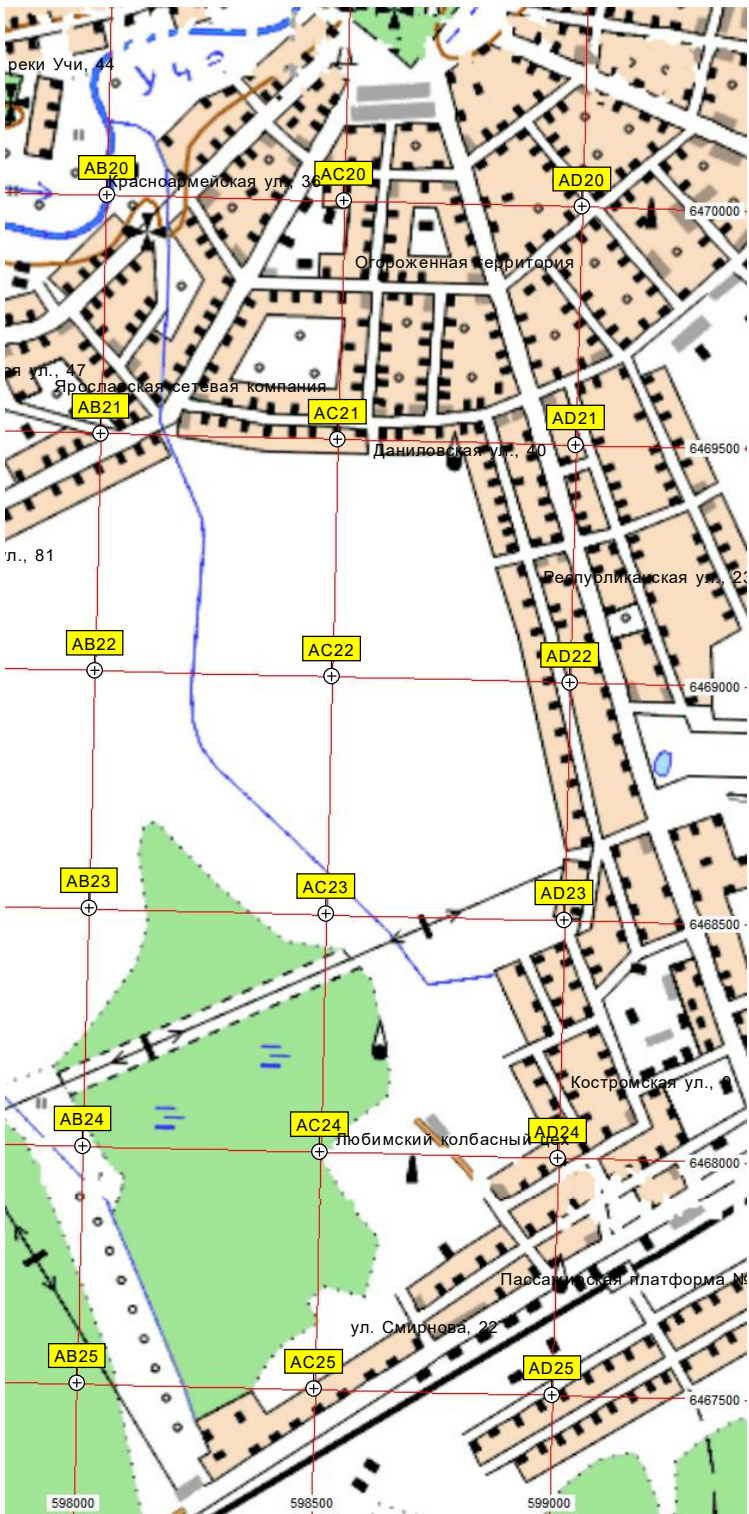 реки Учи, 44
Уч
AB20
AC20
AD20
Красноармейская ул., 36
6470000
Огороженная территория
ая ул., 47
Ярославская сетевая компания
AB21
AC21
AD21
Даниловская ул., 40
6469500
ул., 81
Республиканская ул., 23
AB22
AC22
AD22
6469000
AB23
AC23
AD23
6468500
Костромская ул., 9
AB24
AC24
AD24
Любимский колбасный цех
6468000
Пассажирская платформа №
ул. Смирнова, 22
AB25
AC25
AD25
6467500
598000
598500
599000